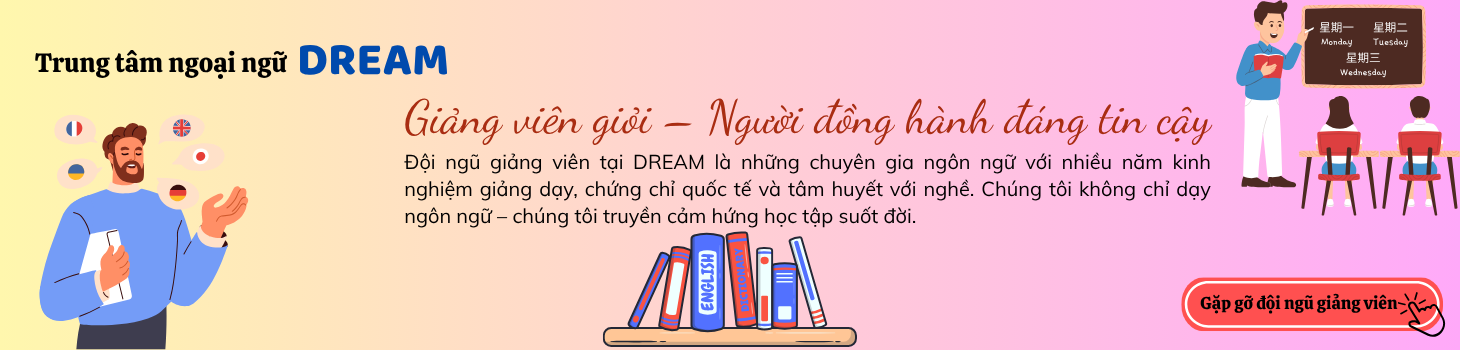 Trung tâm ngoại ngữ DREAM
Giảng viên giỏi – Người đồng hành đáng tin cậy
Đội ngũ giảng viên tại DREAM là những chuyên gia ngôn ngữ với nhiều năm kinh
nghiệm giảng dạy, chứng chỉ quốc tế và tâm huyết với nghề. Chúng tôi không chỉ dạy
ngôn ngữ – chúng tôi truyền cảm hứng học tập suốt đời.
星期一 星期二
Monday Tuesday
星期三
Wednesday
ENGLISH
DICTIONARY
Gặp gỡ đội ngũ giảng viên